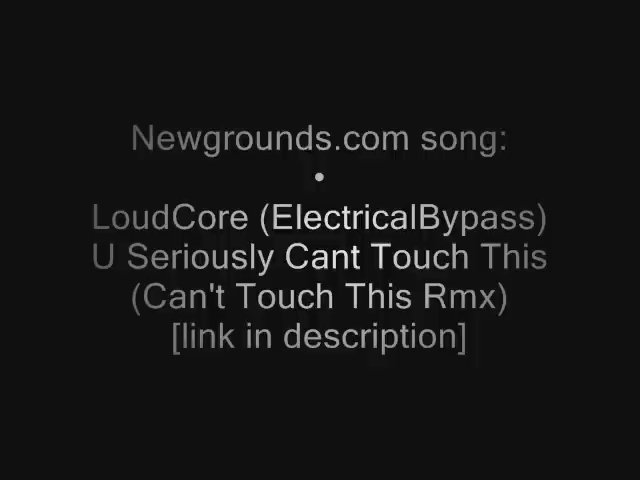 Newgrounds.com song:
•
LoudCore (ElectricalBypass)
U Seriously Cant Touch This
(Can't Touch This Rmx)
[link in description]